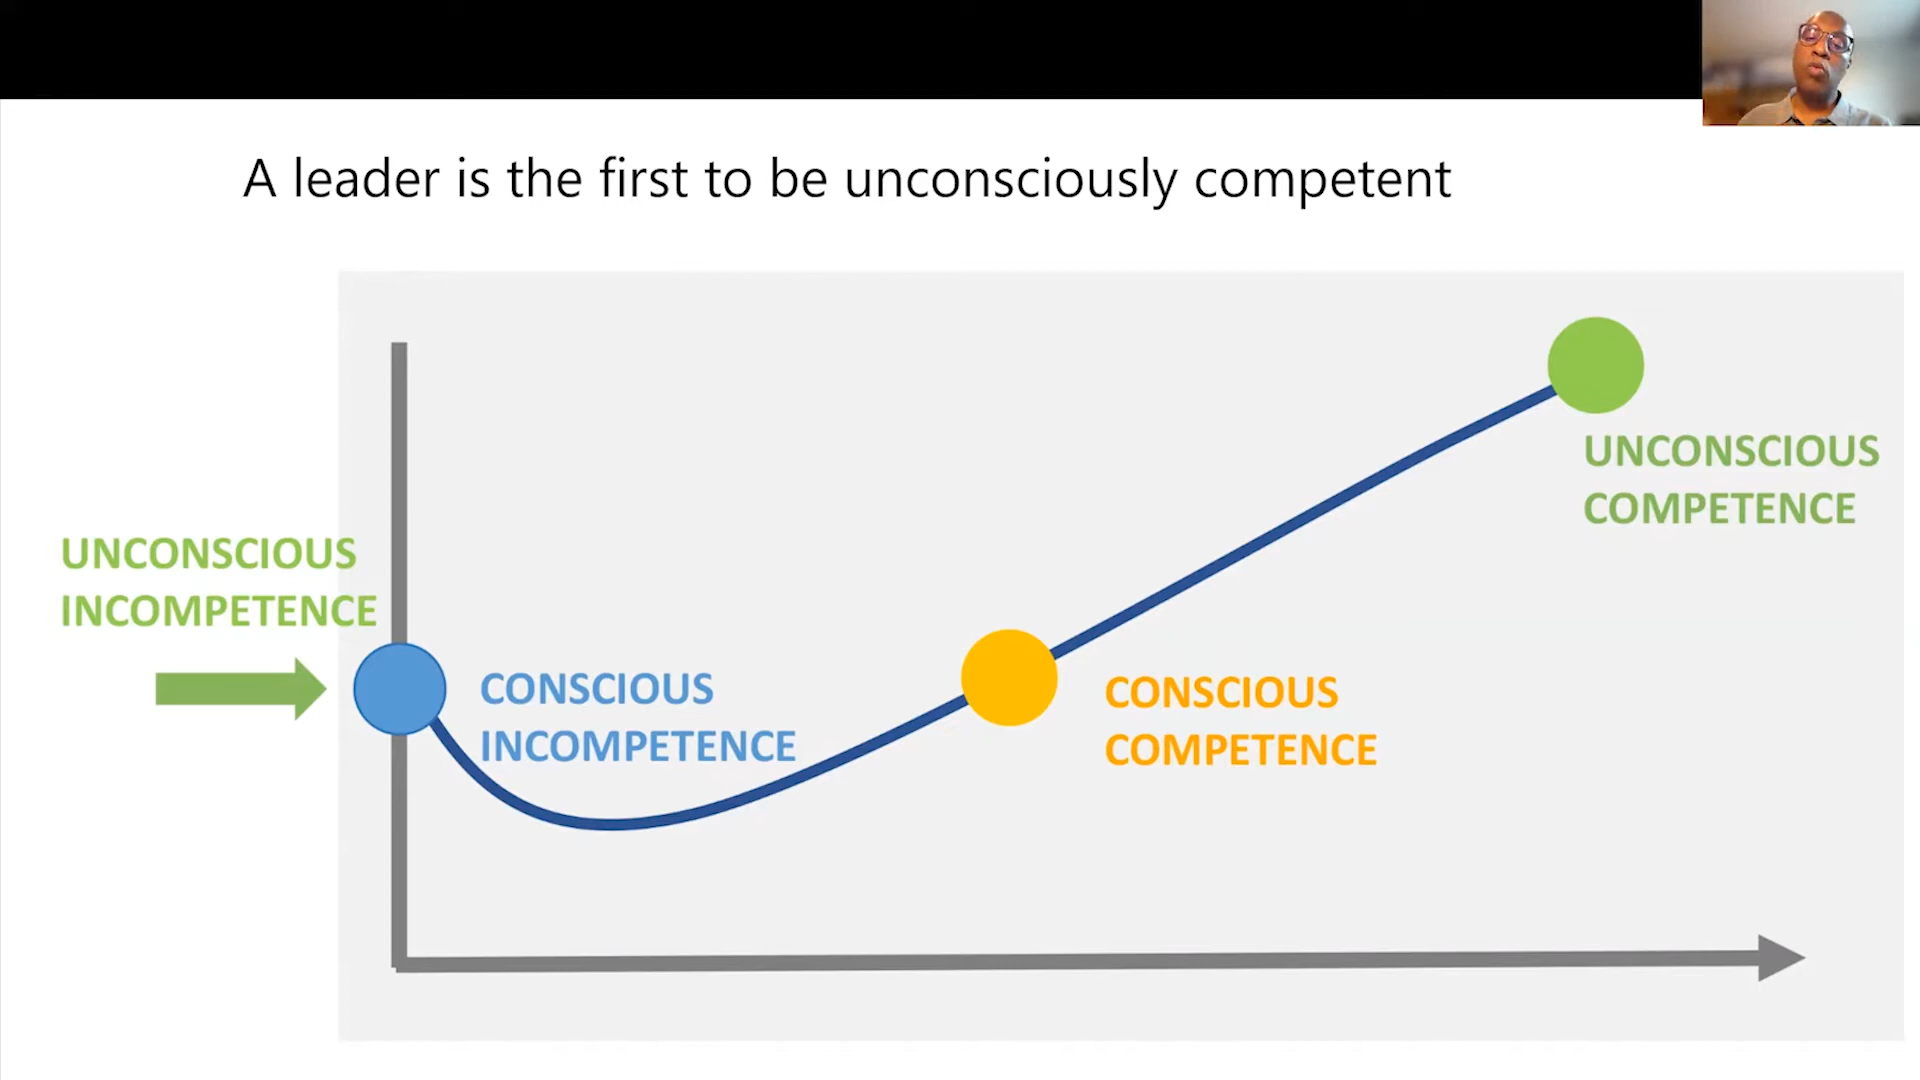 A leader is the first to be unconsciously competent
UNCONSCIOUS
COMPETENCE
UNCONSCIOUS
INCOMPETENCE
CONSCIOUS
INCOMPETENCE
CONSCIOUS
COMPETENCE